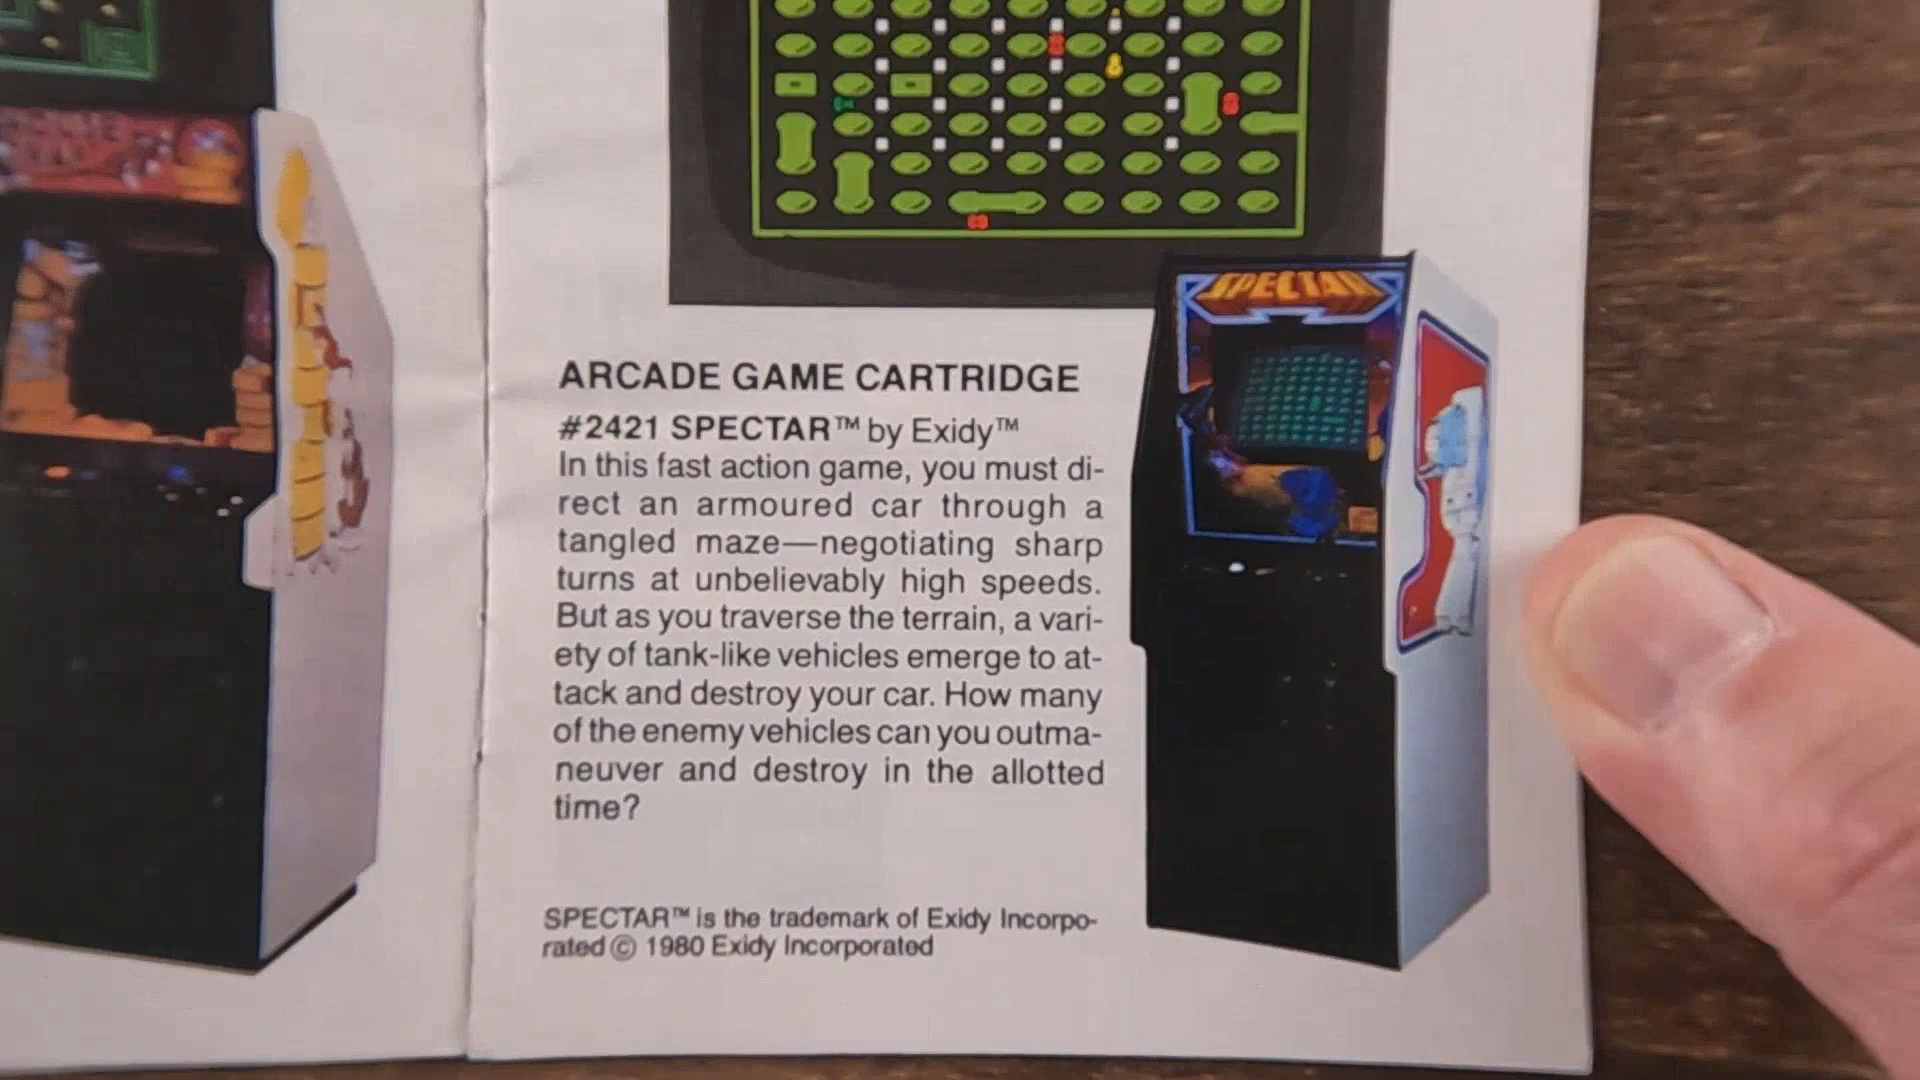 SPECTAR
ARCADE GAME CARTRIDGE
#2421 SPECTAR™ by Exidy™
In this fast action game, you must di-
rect an armoured car through a
tangled maze—negotiating sharp
turns at unbelievably high speeds.
But as you traverse the terrain, a vari-
ety of tank-like vehicles emerge to at-
tack and destroy your car. How many
of the enemy vehicles can you outma-
neuver and destroy in the allotted
time?
SPECTAR™ is the trademark of Exidy Incorpo-
rated © 1980 Exidy Incorporated